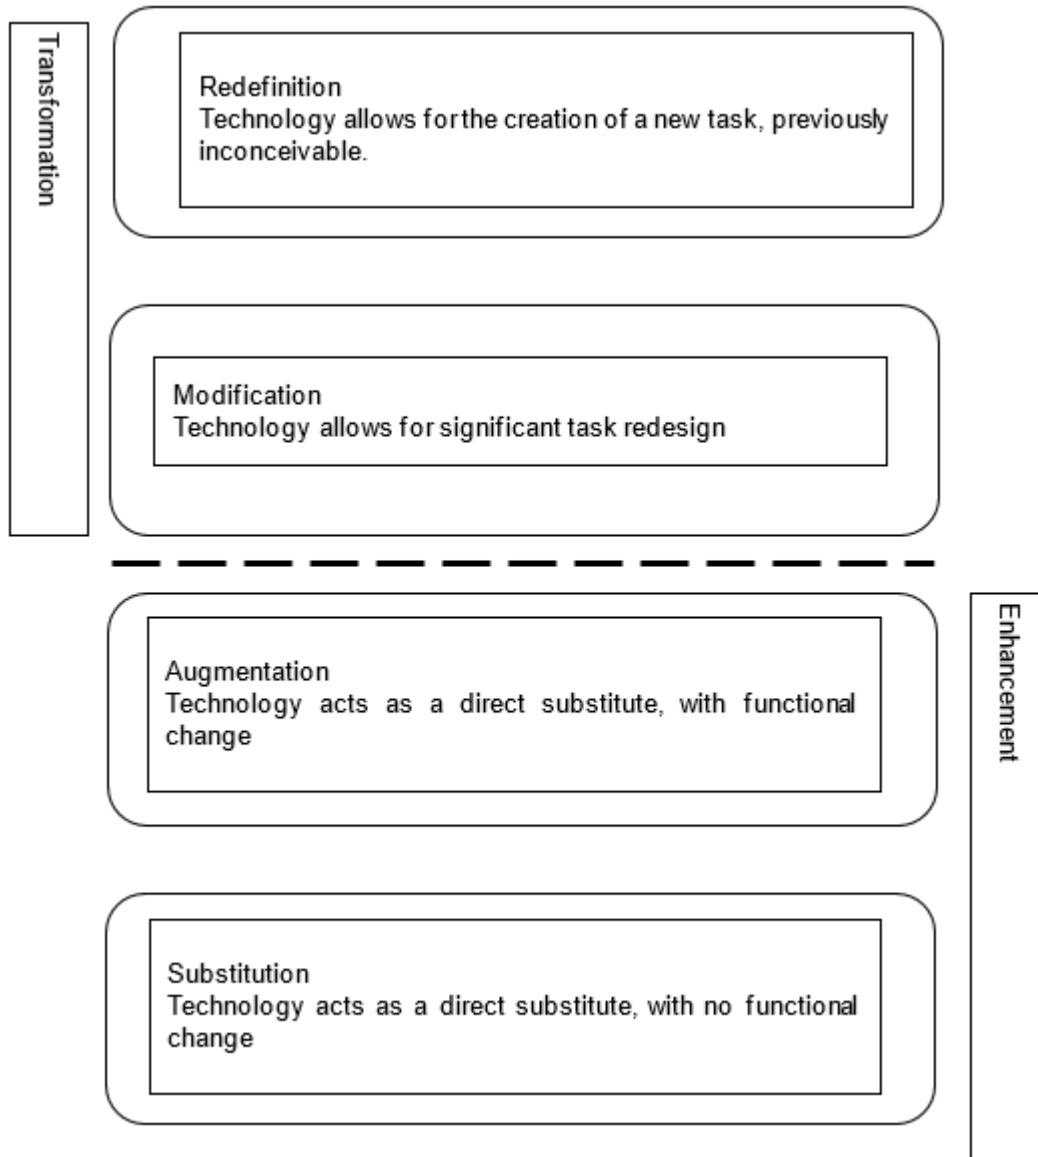 Transformation
Redefinition
Technology allows for the creation of a new task, previously
inconceivable.
Modification
Technology allows for significant task redesign
Enhancement
Augmentation
Technology acts as a direct substitute, with functional
change
Substitution
Technology acts as a direct substitute, with no functional
change